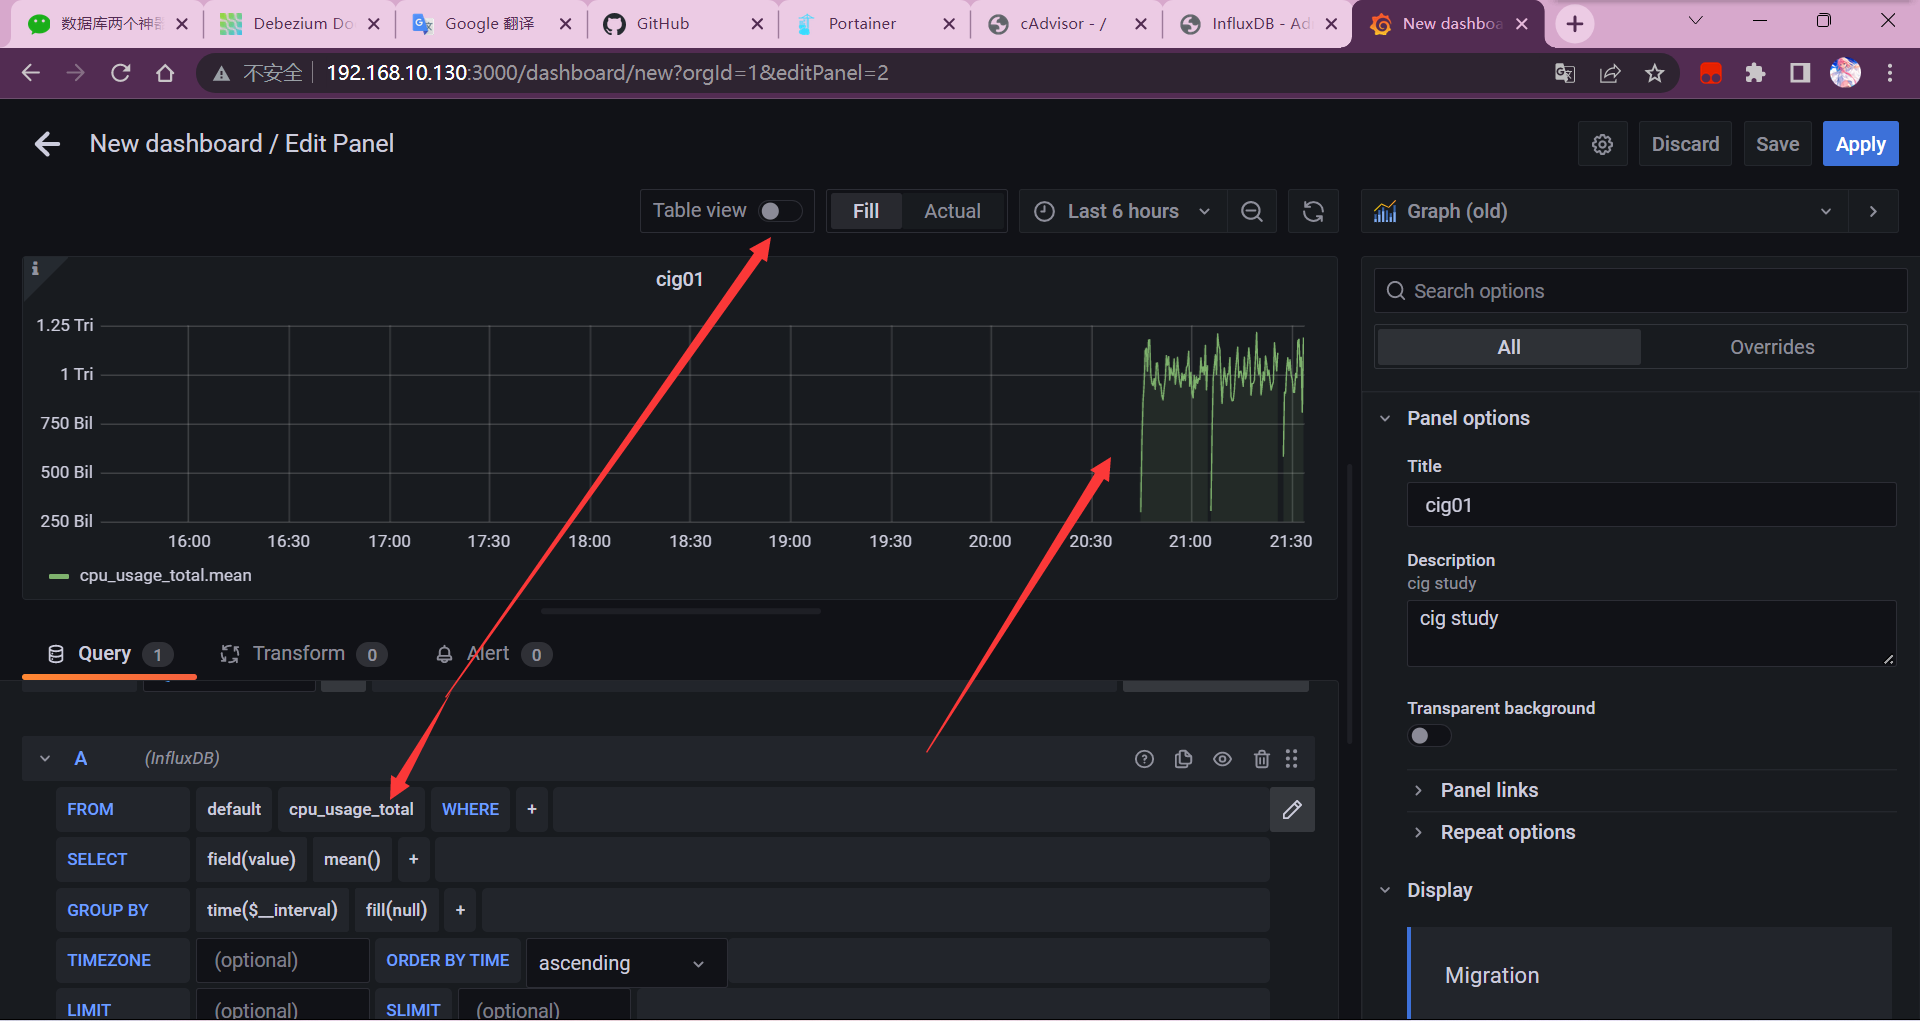 数据库两个神器
Debezium Do
Google 翻译
GitHub
Portainer
cAdvisor - /
InfluxDB - Ad
New dashboa
不安全
192.168.10.130:3000/dashboard/new?orgId=1&editPanel=2
New dashboard / Edit Panel
Discard
Save
Apply
Table view
Fill
Actual
Last 6 hours
Graph (old)
cig01
1.25 Tri
1 Tri
750 Bil
500 Bil
250 Bil
16:00 16:30 17:00 17:30 18:00 18:30 19:00 19:30 20:00 20:30 21:00 21:30
cpu_usage_total.mean
Search options
All
Overrides
Panel options
Title
cig01
Description
cig study
cig study
Transparent background
Panel links
Repeat options
Display
Migration
Query 1
Transform 0
Alert 0
A (InfluxDB)
FROM default cpu_usage_total WHERE +
SELECT field(value) mean() +
GROUP BY time($__interval) fill(null) +
TIMEZONE (optional) ORDER BY TIME ascending
LIMIT (optional) SLIMIT (optional)